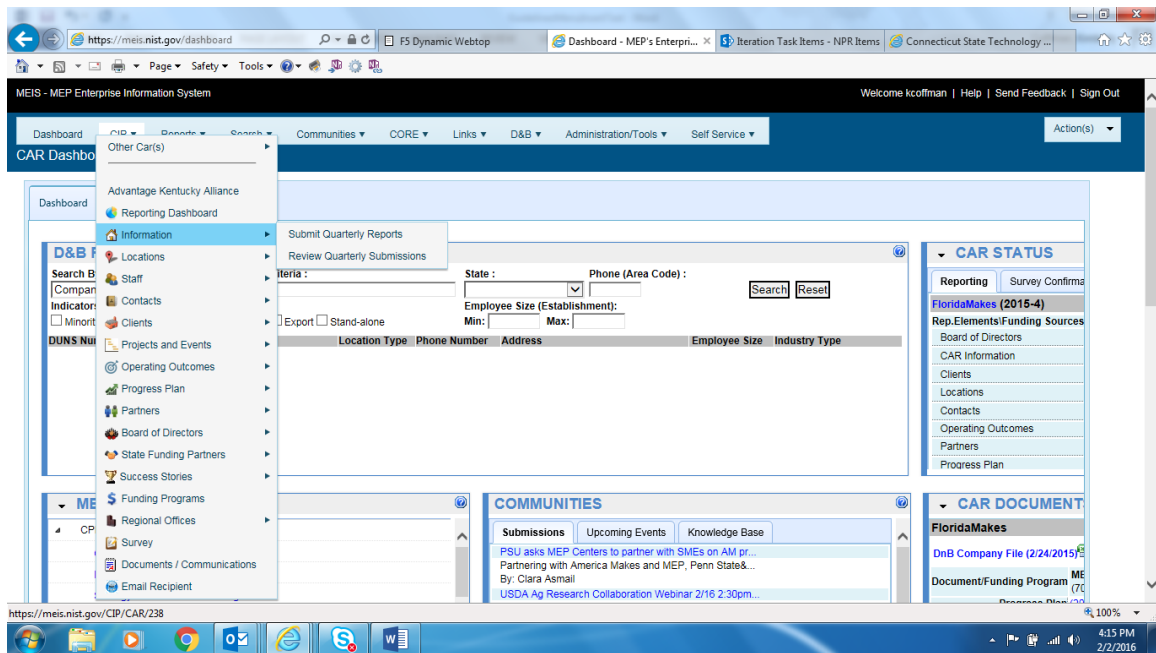 https://meis.nist.gov/dashboard
F5 Dynamic Webtop
Dashboard - MEP's Enterpri...
Iteration Task Items - NPR Items
Connecticut State Technology ...
Page Safety Tools
MEIS - MEP Enterprise Information System
Welcome kcoffman | Help | Send Feedback | Sign Out
Dashboard CIP Reports Search Communities CORE Links D&B Administration/Tools Self Service
Action(s)
CAR Dashbo
Other Car(s)
Advantage Kentucky Alliance
Reporting Dashboard
Information
Locations
Staff
Contacts
Clients
Projects and Events
Operating Outcomes
Progress Plan
Partners
Board of Directors
State Funding Partners
Success Stories
Funding Programs
Regional Offices
Survey
Documents / Communications
Email Recipient
Submit Quarterly Reports
Review Quarterly Submissions
Dashboard
D&B
Search B
iteria :
State :
Phone (Area Code) :
Compan
Search Reset
Indicator
Employee Size (Establishment):
Minorit
Export Stand-alone
Min:
Max:
DUNS Nu
Location Type Phone Number Address Employee Size Industry Type
CAR STATUS
Reporting
Survey Confirma
FloridaMakes (2015-4)
Rep.Elements\Funding Sources
Board of Directors
CAR Information
Clients
Locations
Contacts
Operating Outcomes
Partners
Progress Plan
ME
CP
COMMUNITIES
Submissions
Upcoming Events
Knowledge Base
PSU asks MEP Centers to partner with SMEs on AM pr...
Partnering with America Makes and MEP, Penn State&...
By: Clara Asmail
USDA Ag Research Collaboration Webinar 2/16 2:30pm...
CAR DOCUMENT
FloridaMakes
DnB Company File (2/24/2015)
Document/Funding Program
ME
(70
Progress Plan
https://meis.nist.gov/CIP/CAR/238
100%
4:15 PM
2/2/2016